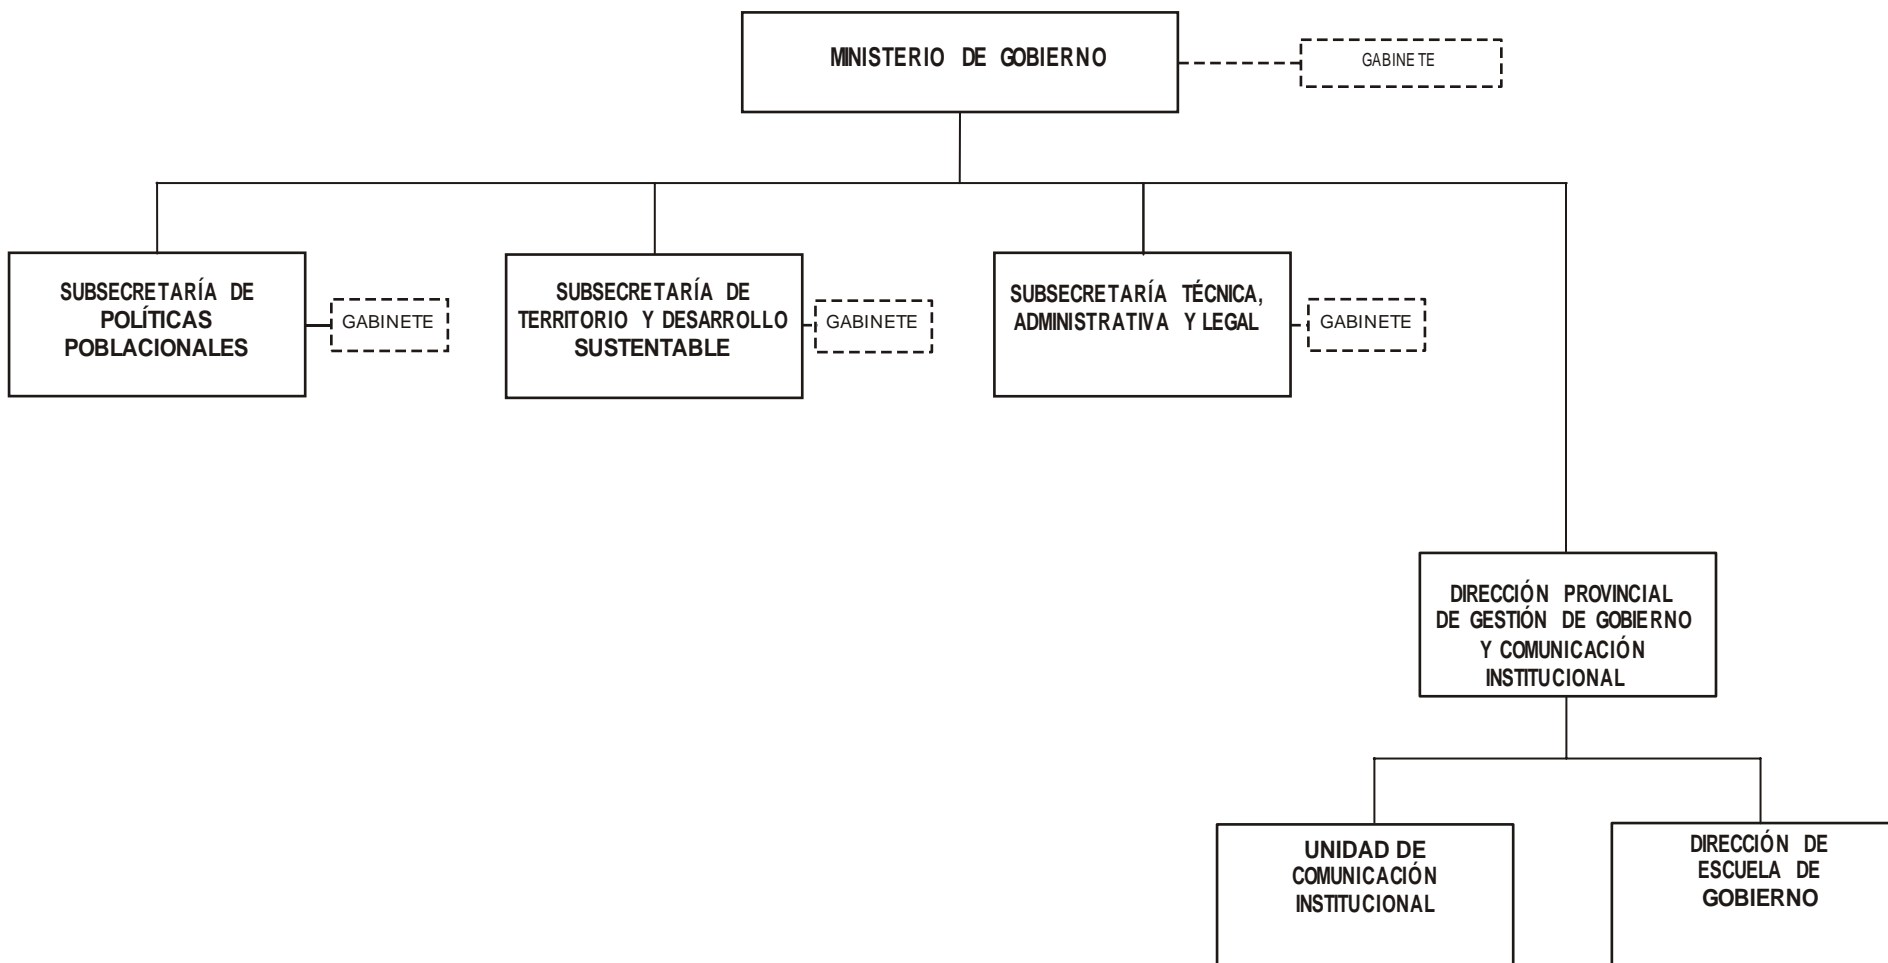 MINISTERIO DE GOBIERNO
GABINETE
SUBSECRETARÍA DE
POLÍTICAS
POBLACIONALES
GABINETE
SUBSECRETARÍA DE
TERRITORIO Y DESARROLLO
SUSTENTABLE
GABINETE
SUBSECRETARÍA TÉCNICA,
ADMINISTRATIVA Y LEGAL
GABINETE
DIRECCIÓN PROVINCIAL
DE GESTIÓN DE GOBIERNO
Y COMUNICACIÓN
INSTITUCIONAL
UNIDAD DE
COMUNICACIÓN
INSTITUCIONAL
DIRECCIÓN DE
ESCUELA DE
GOBIERNO